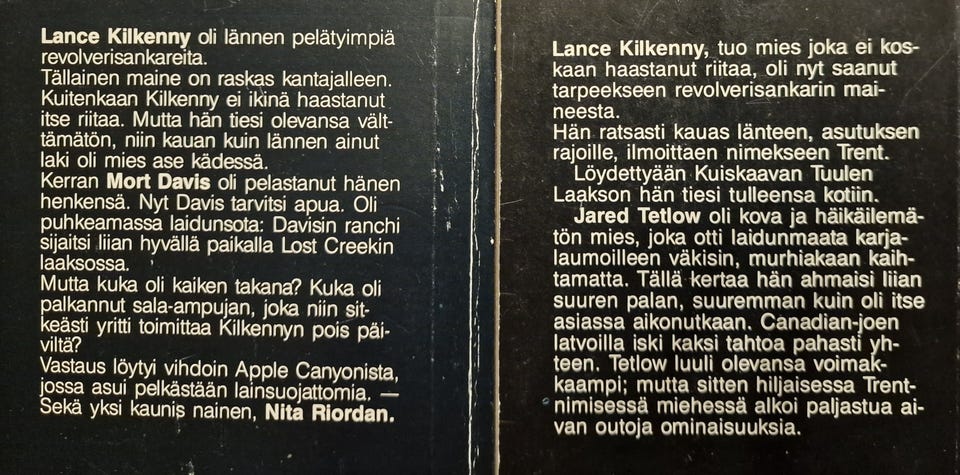 Lance Kilkenny oli lännen pelätyimpiä
revolverisankareita.
Tällainen maine on raskas kantajalleen.
Kuitenkaan Kilkenny ei ikinä haastanut
itse riitaa. Mutta hän tiesi olevansa vält-
tämätön, niin kauan kuin lännen ainut
laki oli mies ase kädessä.
Kerran Mort Davis oli pelastanut hänen
henkensä. Nyt Davis tarvitsi apua. Oli
puhkeamassa laidunsota: Davisin ranchi
sijaitsi liian hyvällä paikalla Lost Creekin
laaksossa.
Mutta kuka oli kaiken takana? Kuka oli
palkannut sala-ampujan, joka niin sit-
keästi yritti toimittaa Kilkennyn pois päi-
viltä?
Vastaus löytyi vihdoin Apple Canyonista,
jossa asui pelkästään lainsuojattomia. —
Sekä yksi kaunis nainen, Nita Riordan.
Lance Kilkenny, tuo mies joka ei kos-
kaan haastanut riitaa, oli nyt saanut
tarpeekseen revolverisankarin mai-
neesta.
Hän ratsasti kauas länteen, asutuksen
rajoille, ilmoittaen nimekseen Trent.
Löydettyään Kuiskaavan Tuulen
Laakson hän tiesi tulleensa kotiin.
Jared Tetlow oli kova ja häikäilemä-
tön mies, joka otti laidunmaata karja-
laumoilleen väkisin, murhiakaan kaih-
tamatta. Tällä kertaa hän ahmaisi liian
suuren palan, suuremman kuin oli itse
asiassa aikonutkaan. Canadian-joen
latvoilla iski kaksi tahtoa pahasti yh-
teen. Tetlow luuli olevansa voimak-
kaampi; mutta sitten hiljaisessa Trent-
nimisessä miehessä alkoi paljastua ai-
van outoja ominaisuuksia.